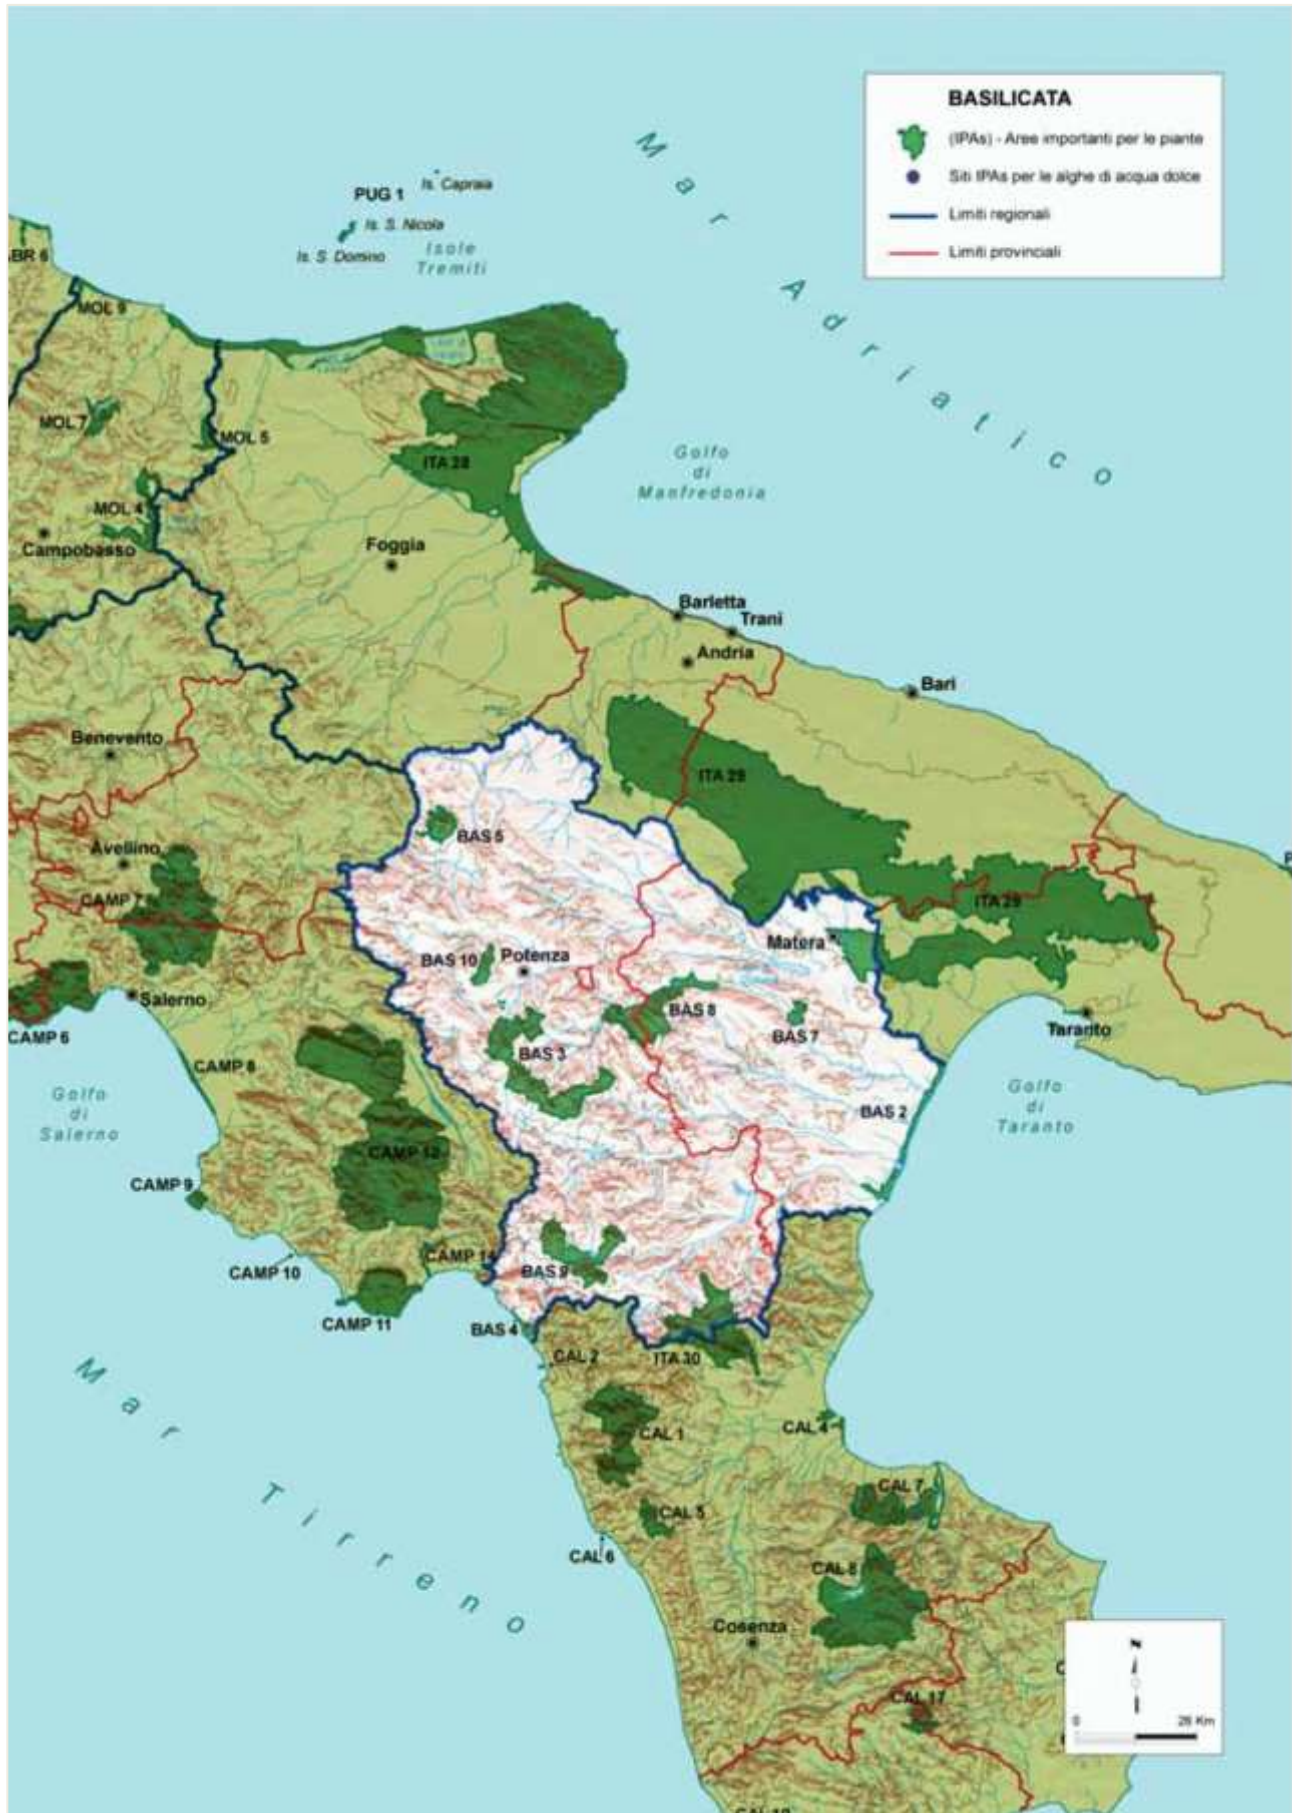 BASILICATA
(IPAs) - Aree importanti per le piante
Siti IPAs per le alghe di acqua dolce
Limiti regionali
Limiti provinciali
Mar Adriatico
Is. Capraia
PUG 1
Is. S. Nicola
Is. S. Domino
Isole
Tremiti
ABR 6
MOL 9
MOL 7
MOL 5
ITA 28
Golfo
di
Manfredonia
MOL 4
Campobasso
Foggia
Barletta
Trani
Andria
Bari
Benevento
ITA 29
BAS 5
Avellino
CAMP 7
ITA 29
Matera
BAS 10
Potenza
Salerno
BAS 8
BAS 7
Taranto
CAMP 6
BAS 3
CAMP 8
Golfo
di
Salerno
Golfo
di
Taranto
BAS 2
CAMP 12
CAMP 9
CAMP 14
CAMP 10
BAS 9
CAMP 11
BAS 4
CAL 2
ITA 30
Mar Tirreno
CAL 1
CAL 4
CAL 7
CAL 5
CAL 6
CAL 8
Cosenza
CAL 17
N
0
26 Km